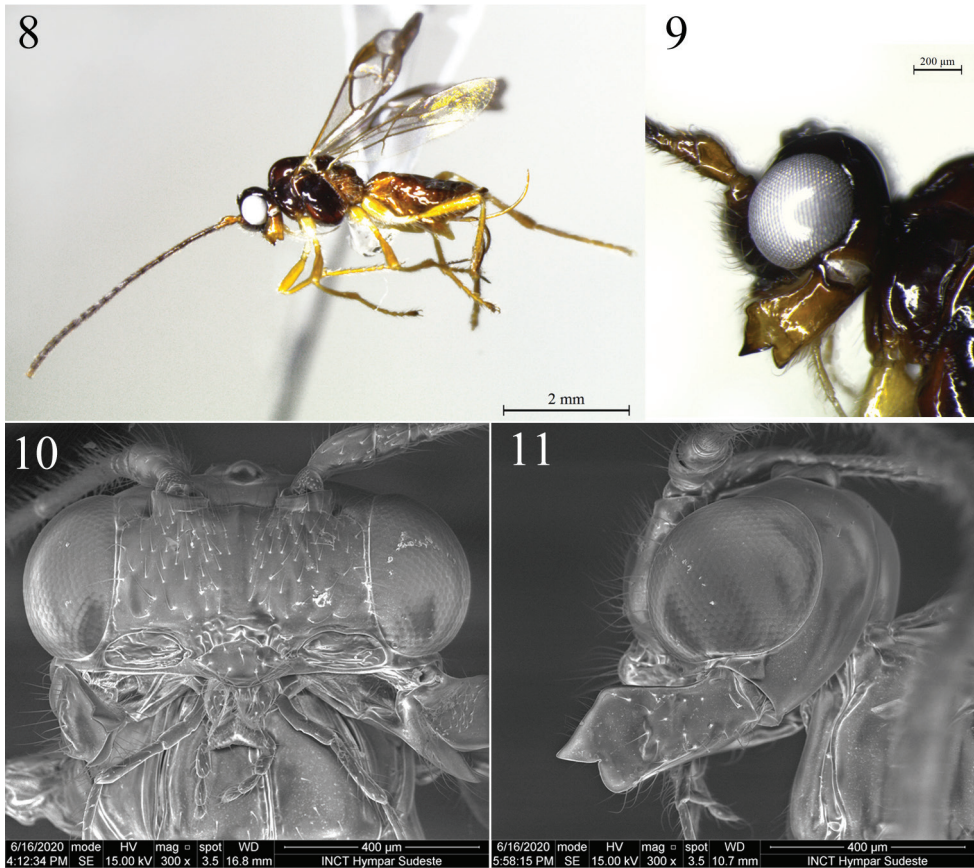 8
2 mm
9
200 µm
10
6/16/2020 mode HV mag □ spot WD 400 µm
4:12:34 PM SE 15.00 kV 300 x 3.5 16.8 mm INCT Hympar Sudeste
11
6/16/2020 mode HV mag □ spot WD 400 µm
5:58:15 PM SE 15.00 kV 300 x 3.5 10.7 mm INCT Hympar Sudeste